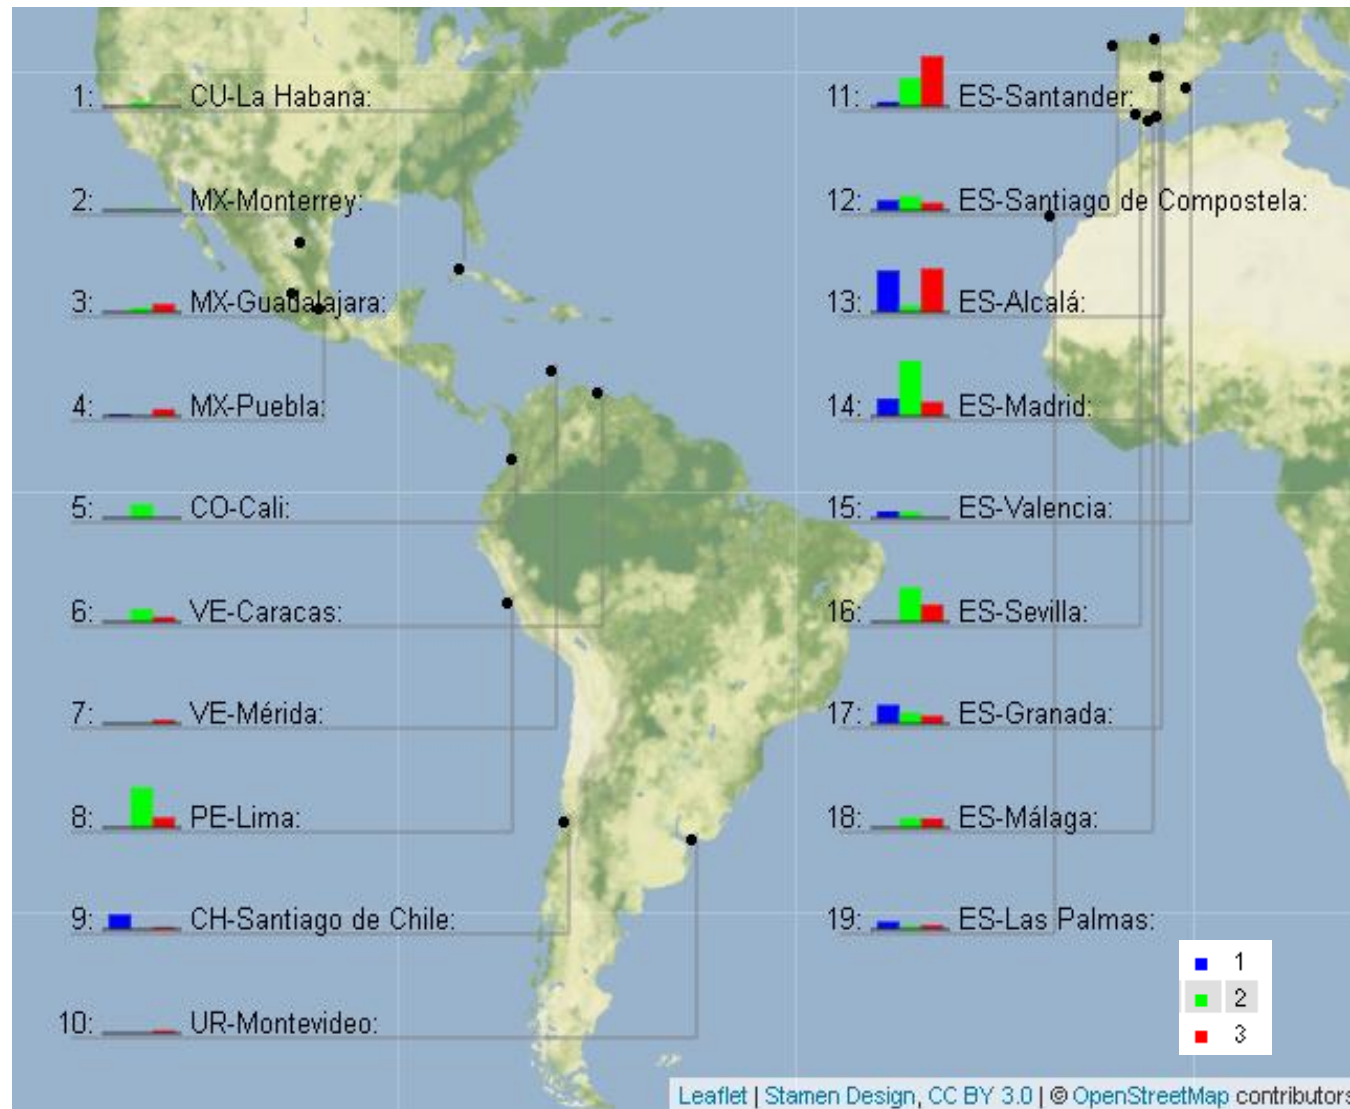 1: CU-La Habana:
2: MX-Monterrey:
3: MX-Guadalajara:
4: MX-Puebla:
5: CO-Cali:
6: VE-Caracas:
7: VE-Mérida:
8: PE-Lima:
9: CH-Santiago de Chile:
10: UR-Montevideo:
11: ES-Santander:
12: ES-Santiago de Compostela:
13: ES-Alcalá:
14: ES-Madrid:
15: ES-Valencia:
16: ES-Sevilla:
17: ES-Granada:
18: ES-Málaga:
19: ES-Las Palmas:
1
2
3
Leaflet | Stamen Design, CC BY 3.0 | © OpenStreetMap contributors